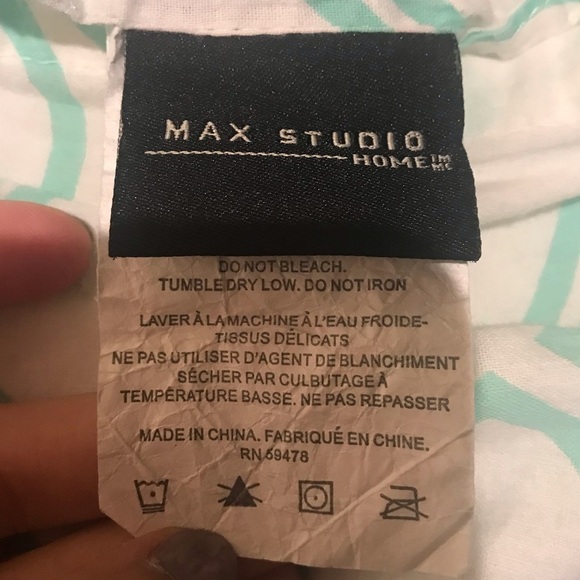 MAX STUDIO
HOME TM
MC
DO NOT BLEACH.
TUMBLE DRY LOW. DO NOT IRON
LAVER À LA MACHINE À L'EAU FROIDE-
TISSUS DÉLICATS
NE PAS UTILISER D'AGENT DE BLANCHIMENT
SÉCHER PAR CULBUTAGE À
TEMPÉRATURE BASSE. NE PAS REPASSER
MADE IN CHINA. FABRIQUÉ EN CHINE.
RN 59478